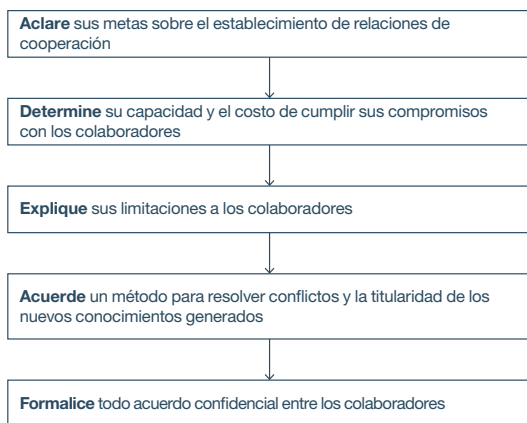 Aclare sus metas sobre el establecimiento de relaciones de
cooperación
Determine su capacidad y el costo de cumplir sus compromisos
con los colaboradores
Explique sus limitaciones a los colaboradores
Acuerde un método para resolver conflictos y la titularidad de los
nuevos conocimientos generados
Formalice todo acuerdo confidencial entre los colaboradores